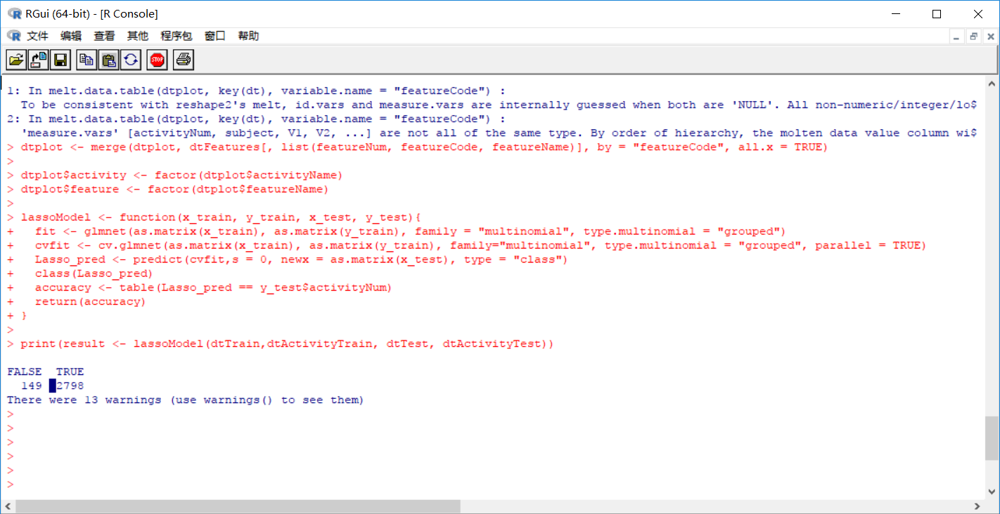 RGui (64-bit) - [R Console]
文件 编辑 查看 其他 程序包 窗口 帮助
STOP
1: In melt.data.table(dtplot, key(dt), variable.name = "featureCode") :
  To be consistent with reshape2's melt, id.vars and measure.vars are internally guessed when both are 'NULL'. All non-numeric/integer/lo$
2: In melt.data.table(dtplot, key(dt), variable.name = "featureCode") :
  'measure.vars' [activityNum, subject, V1, V2, ...] are not all of the same type. By order of hierarchy, the molten data value column wi$
> dtplot <- merge(dtplot, dtFeatures[, list(featureNum, featureCode, featureName)], by = "featureCode", all.x = TRUE)
>
> dtplot$activity <- factor(dtplot$activityName)
> dtplot$feature <- factor(dtplot$featureName)
>
> lassoModel <- function(x_train, y_train, x_test, y_test){
+   fit <- glmnet(as.matrix(x_train), as.matrix(y_train), family = "multinomial", type.multinomial = "grouped")
+   cvfit <- cv.glmnet(as.matrix(x_train), as.matrix(y_train), family="multinomial", type.multinomial = "grouped", parallel = TRUE)
+   Lasso_pred <- predict(cvfit,s = 0, newx = as.matrix(x_test), type = "class")
+   class(Lasso_pred)
+   accuracy <- table(Lasso_pred == y_test$activityNum)
+   return(accuracy)
+ }
>
> print(result <- lassoModel(dtTrain,dtActivityTrain, dtTest, dtActivityTest))

FALSE  TRUE
  149  2798
There were 13 warnings (use warnings() to see them)
>
>
>
>
>
>